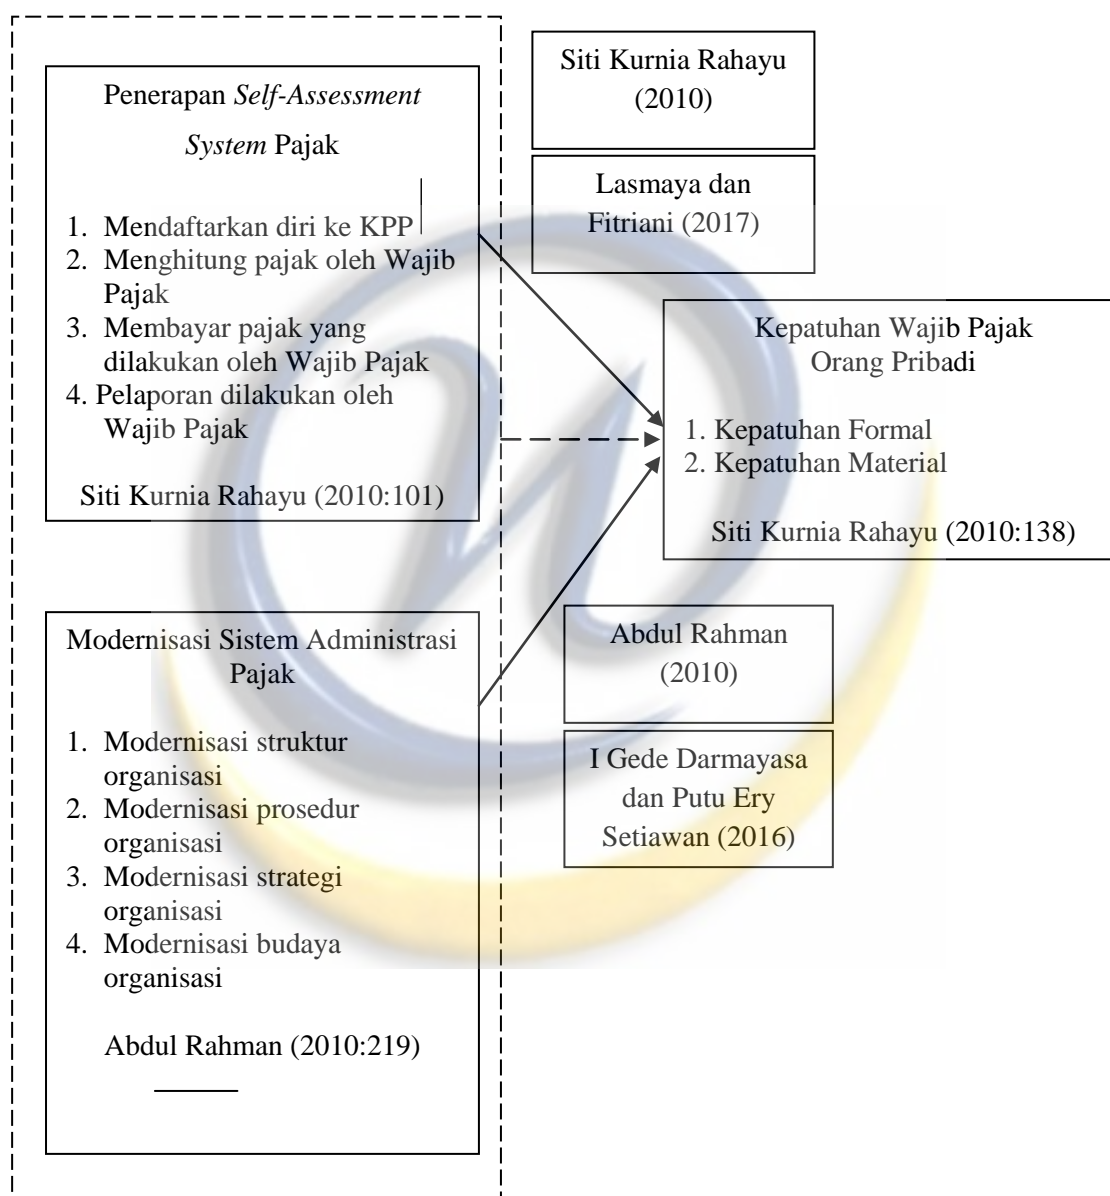 Penerapan Self-Assessment
System Pajak
1. Mendaftarkan diri ke KPP
2. Menghitung pajak oleh Wajib
Pajak
3. Membayar pajak yang
dilakukan oleh Wajib Pajak
4. Pelaporan dilakukan oleh
Wajib Pajak
Siti Kurnia Rahayu (2010:101)
Siti Kurnia Rahayu
(2010)
Lasmaya dan
Fitriani (2017)
Kepatuhan Wajib Pajak
Orang Pribadi
1. Kepatuhan Formal
2. Kepatuhan Material
Siti Kurnia Rahayu (2010:138)
Modernisasi Sistem Administrasi
Pajak
1. Modernisasi struktur
organisasi
2. Modernisasi prosedur
organisasi
3. Modernisasi strategi
organisasi
4. Modernisasi budaya
organisasi
Abdul Rahman (2010:219)
Abdul Rahman
(2010)
I Gede Darmayasa
dan Putu Ery
Setiawan (2016)